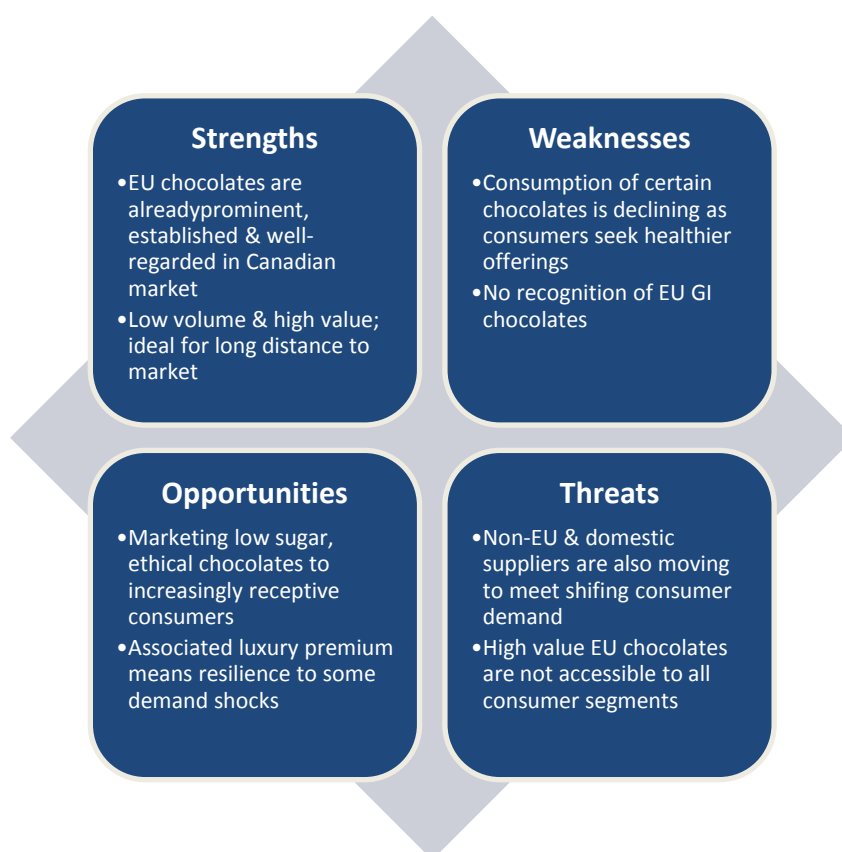 Strengths
•EU chocolates are
alreadyprominent,
established & well-
regarded in Canadian
market
•Low volume & high value;
ideal for long distance to
market
Weaknesses
•Consumption of certain
chocolates is declining as
consumers seek healthier
offerings
•No recognition of EU GI
chocolates
Opportunities
•Marketing low sugar,
ethical chocolates to
increasingly receptive
consumers
•Associated luxury premium
means resilience to some
demand shocks
Threats
•Non-EU & domestic
suppliers are also moving
to meet shifing consumer
demand
•High value EU chocolates
are not accessible to all
consumer segments